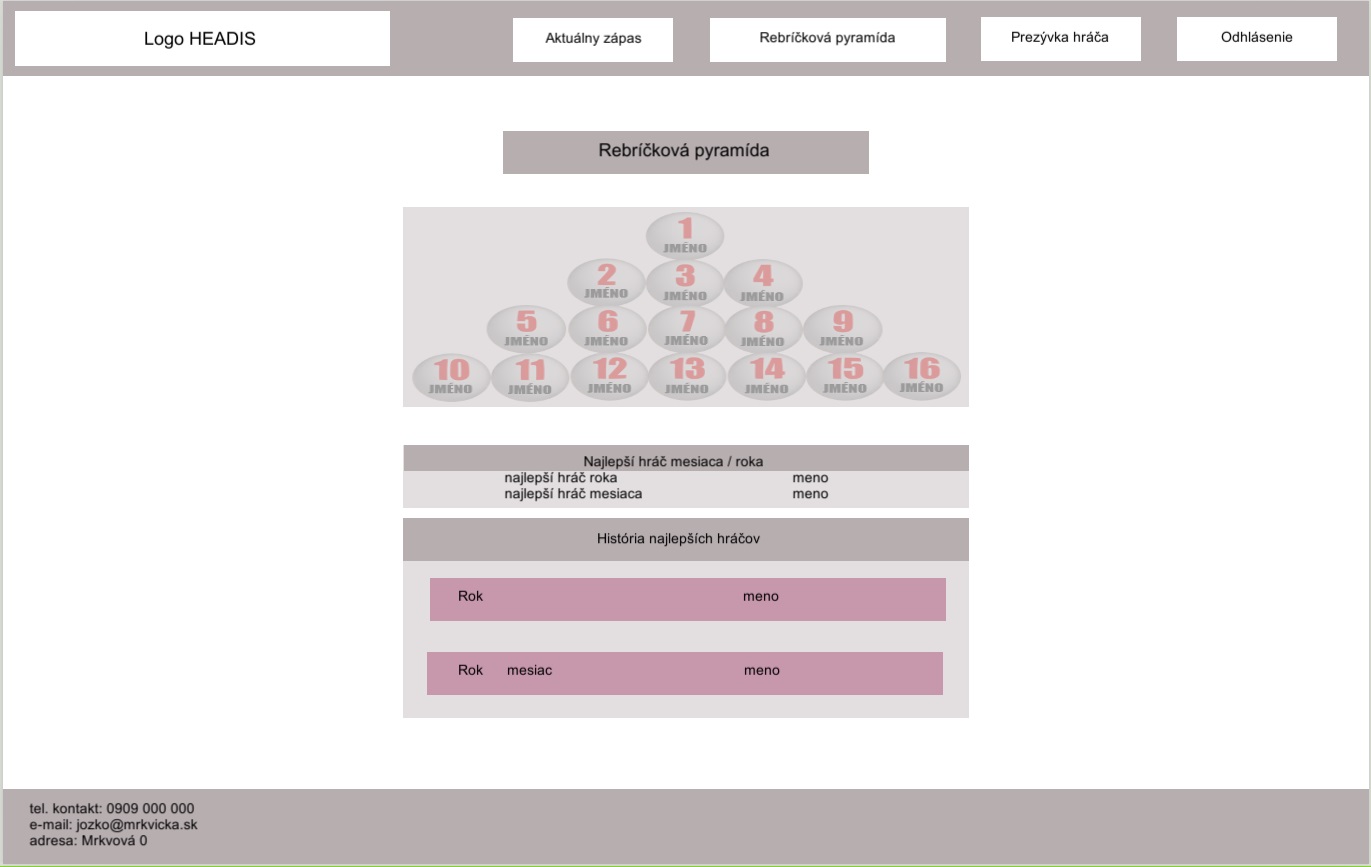 Logo HEADIS
Aktuálny zápas
Rebríčková pyramída
Prezývka hráča
Odhlásenie
Rebríčková pyramída
1
JMÉNO
2 3 4
JMÉNO JMÉNO JMÉNO
5 6 7 8 9
JMÉNO JMÉNO JMÉNO JMÉNO JMÉNO
10 11 12 13 14 15 16
JMÉNO JMÉNO JMÉNO JMÉNO JMÉNO JMÉNO JMÉNO
Najlepší hráč mesiaca / roka
najlepší hráč roka meno
najlepší hráč mesiaca meno
História najlepších hráčov
Rok meno
Rok mesiac meno
tel. kontakt: 0909 000 000
e-mail: jozko@mrkvicka.sk
adresa: Mrkvová 0